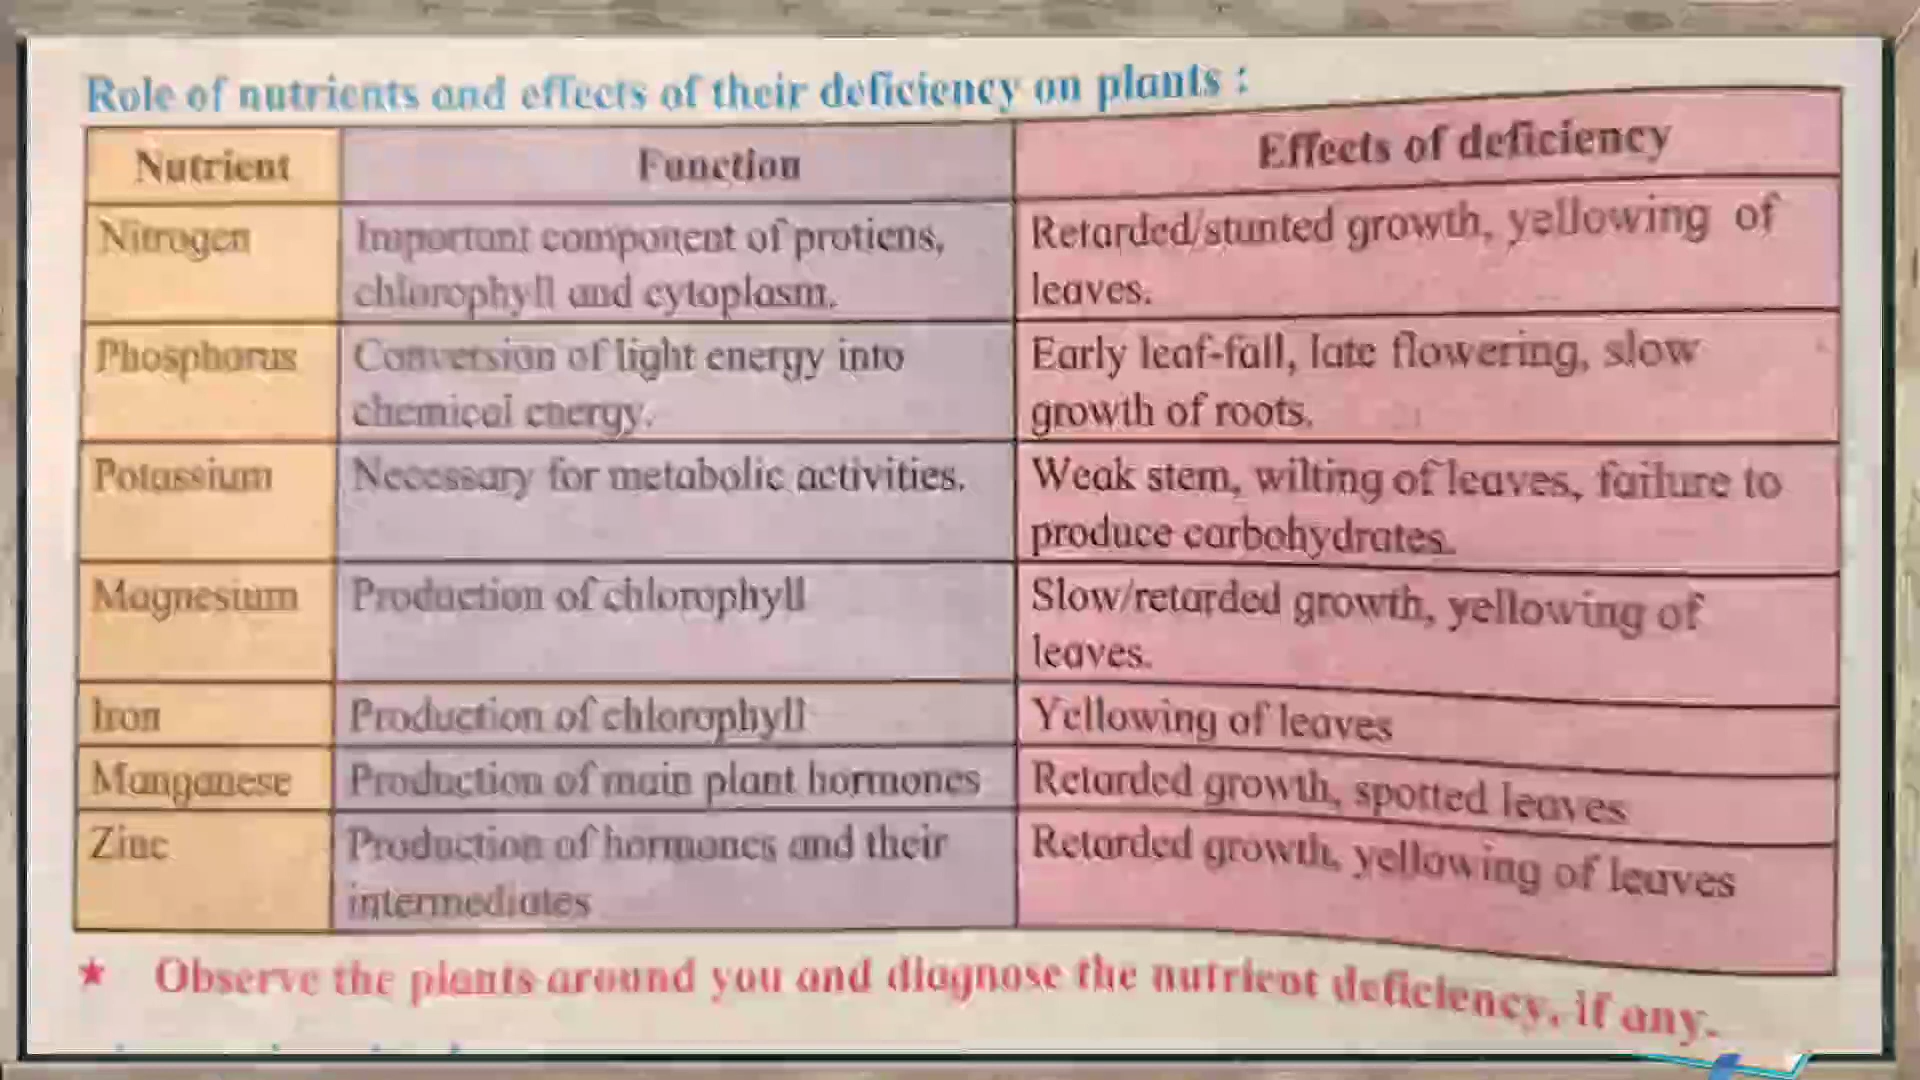 Role of nutrients and effects of their deficiency on plants :
Nutrient Function Effects of deficiency
Nitrogen Important component of protiens, Retarded/stunted growth, yellowing of
chlorophyll and cytoplasm. leaves.
Phosphorus Conversion of light energy into Early leaf-fall, late flowering, slow
chemical energy. growth of roots.
Potassium Necessary for metabolic activities. Weak stem, wilting of leaves, failure to
produce carbohydrates.
Magnesium Production of chlorophyll Slow/retarded growth, yellowing of
leaves.
Iron Production of chlorophyll Yellowing of leaves
Manganese Production of main plant hormones Retarded growth, spotted leaves
Zinc Production of hormones and their Retarded growth, yellowing of leaves
intermediates
★ Observe the plants around you and diagnose the nutrient deficiency, if any.